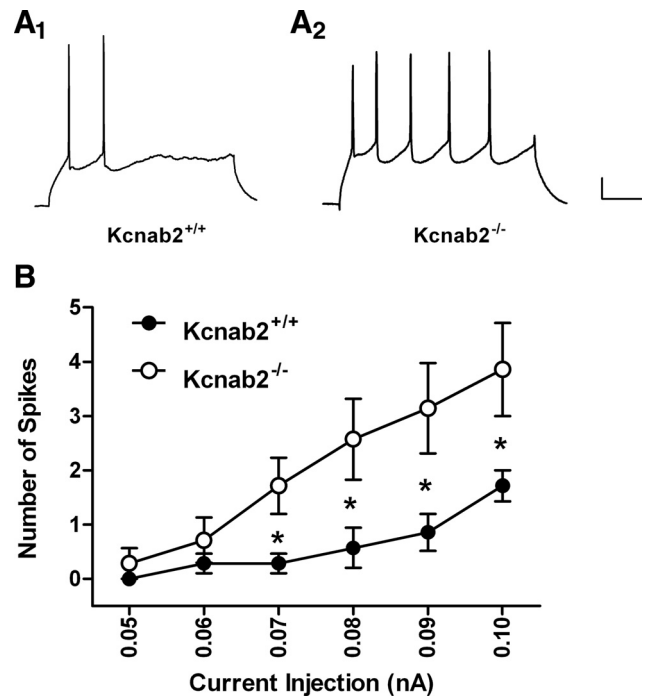 A1
A2
Kcnab2+/+
Kcnab2-/-
B
5
4
3
2
1
0
Number of Spikes
Kcnab2+/+
Kcnab2-/-
*
*
*
*
0.05
0.06
0.07
0.08
0.09
0.10
Current Injection (nA)